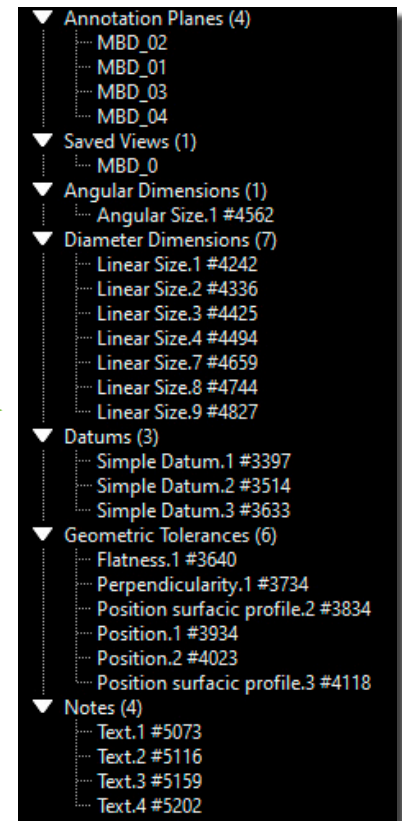 Annotation Planes (4)
MBD_02
MBD_01
MBD_03
MBD_04
Saved Views (1)
MBD_0
Angular Dimensions (1)
Angular Size.1 #4562
Diameter Dimensions (7)
Linear Size.1 #4242
Linear Size.2 #4336
Linear Size.3 #4425
Linear Size.4 #4494
Linear Size.7 #4659
Linear Size.8 #4744
Linear Size.9 #4827
Datums (3)
Simple Datum.1 #3397
Simple Datum.2 #3514
Simple Datum.3 #3633
Geometric Tolerances (6)
Flatness.1 #3640
Perpendicularity.1 #3734
Position surfacic profile.2 #3834
Position.1 #3934
Position.2 #4023
Position surfacic profile.3 #4118
Notes (4)
Text.1 #5073
Text.2 #5116
Text.3 #5159
Text.4 #5202